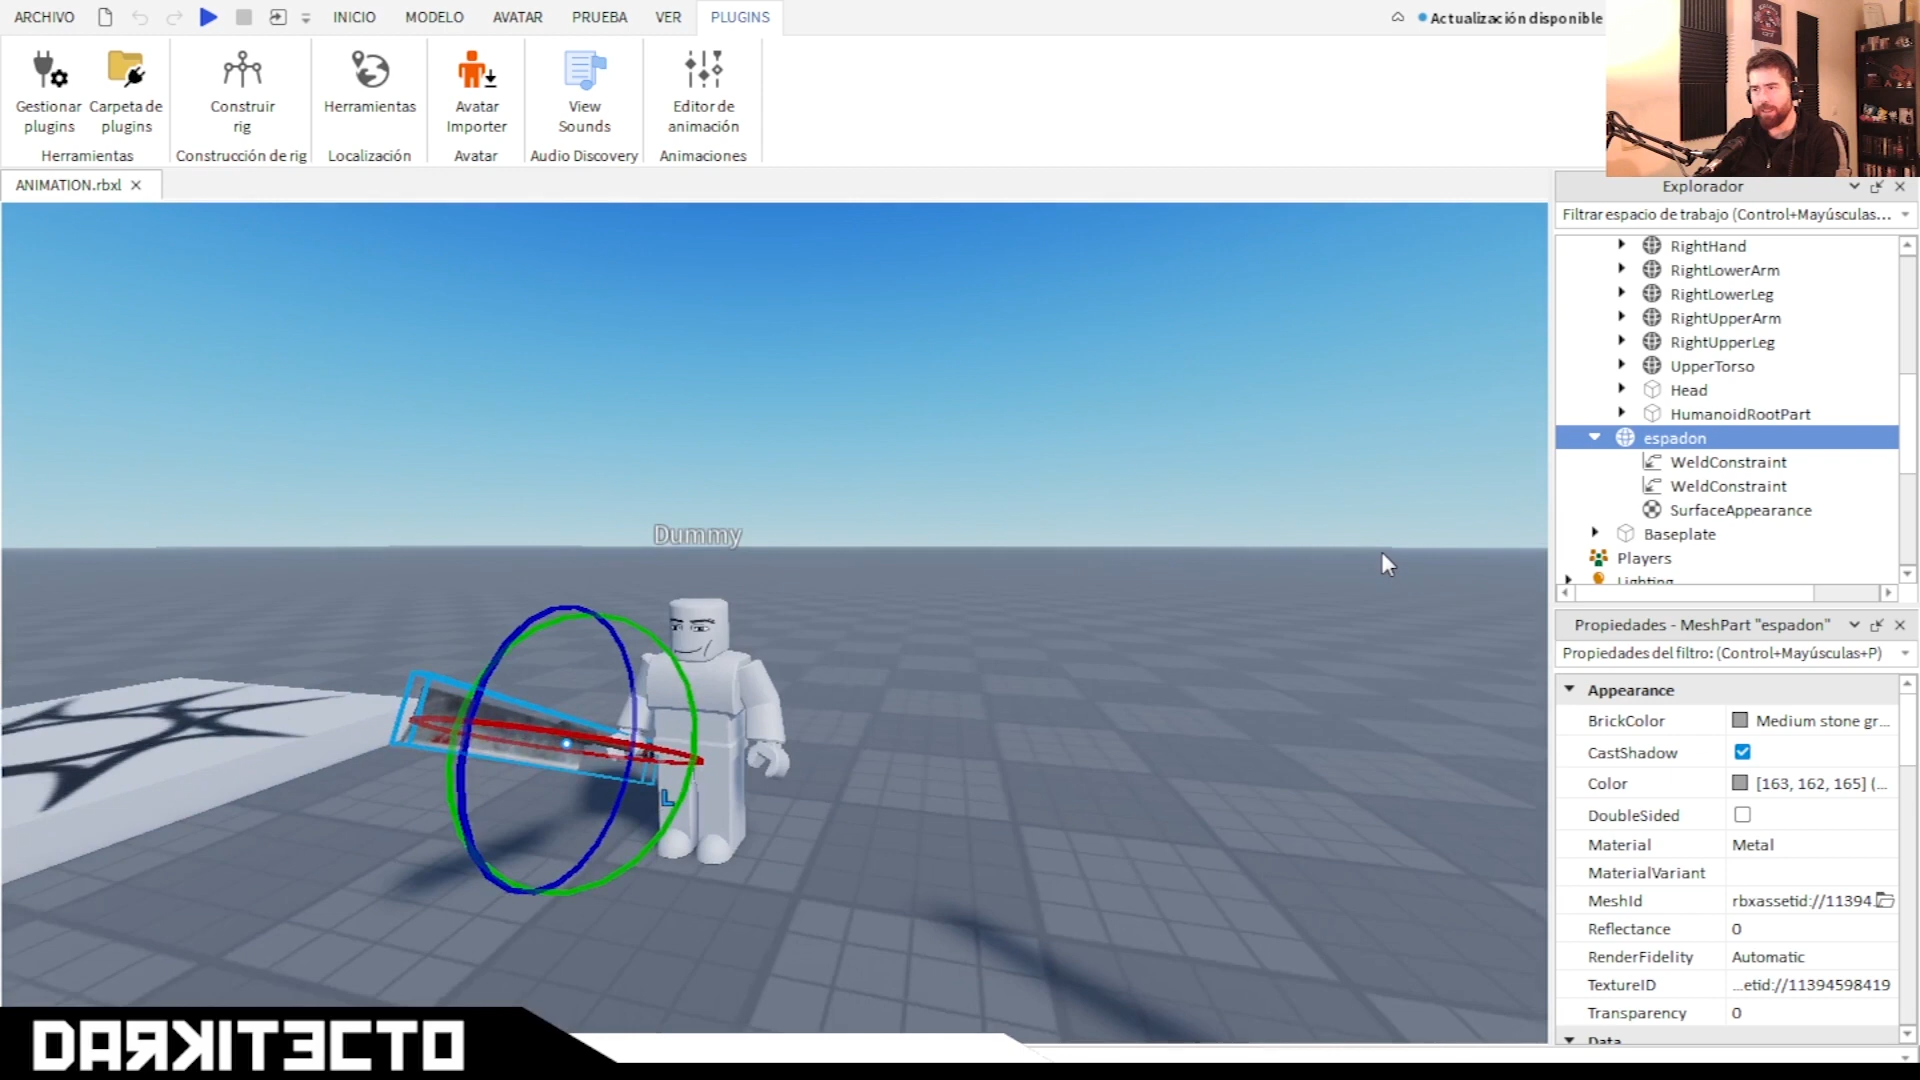 ARCHIVO
INICIO
MODELO
AVATAR
PRUEBA
VER
PLUGINS
Actualización disponible
Gestionar
plugins
Carpeta de
plugins
Construir
rig
Herramientas
Avatar
Importer
View
Sounds
Editor de
animación
Herramientas
Construcción de rig
Localización
Avatar
Audio Discovery
Animaciones
ANIMATION.rbxl
Dummy
L
Explorador
Filtrar espacio de trabajo (Control+Mayúsculas...
RightHand
RightLowerArm
RightLowerLeg
RightUpperArm
RightUpperLeg
UpperTorso
Head
HumanoidRootPart
espadon
WeldConstraint
WeldConstraint
SurfaceAppearance
Baseplate
Players
Lighting
Propiedades - MeshPart "espadon"
Propiedades del filtro: (Control+Mayúsculas+P)
Appearance
BrickColor Medium stone gr...
CastShadow
Color [163, 162, 165] (...
DoubleSided
Material Metal
MaterialVariant
MeshId rbxassetid://11394
Reflectance 0
RenderFidelity Automatic
TextureID ...etid://11394598419
Transparency 0
Data
DARKITECTO